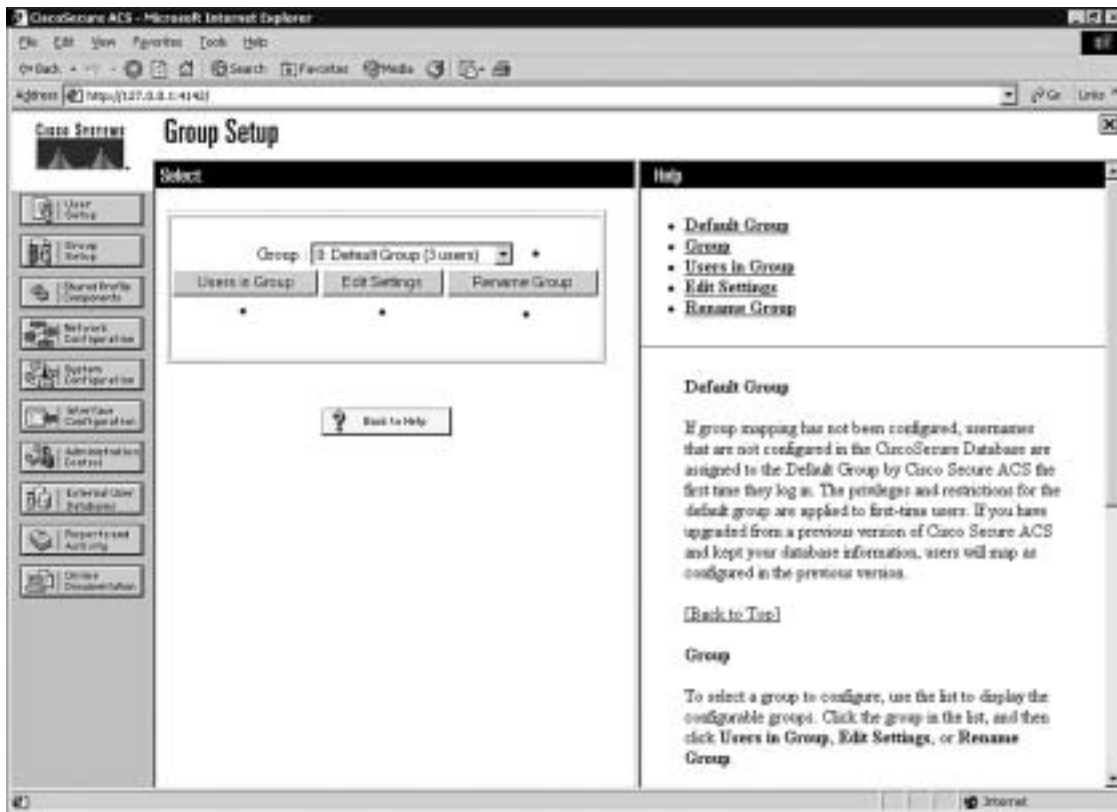 CiscoSecure ACS - Microsoft Internet Explorer
File Edit View Favorites Tools Help
Back Search Favorites Media
Address http://127.0.0.1:4142/ Go Links
CISCO SYSTEMS
Group Setup
User Setup
Group Setup
Shared Profile Components
Network Configuration
System Configuration
Interface Configuration
Administration Control
External User Databases
Reports and Activity
Online Documentation
Select
Group Default Group (3 users)
Users in Group Edit Settings Rename Group
Back to Help
Help
Default Group
Group
Users in Group
Edit Settings
Rename Group
Default Group
If group mapping has not been configured, usernames
that are not configured in the CiscoSecure Database are
assigned to the Default Group by Cisco Secure ACS the
first time they log in. The privileges and restrictions for the
default group are applied to first-time users. If you have
upgraded from a previous version of Cisco Secure ACS
and kept your database information, users will map as
configured in the previous version.
[Back to Top]
Group
To select a group to configure, use the list to display the
configurable groups. Click the group in the list, and then
click Users in Group, Edit Settings, or Rename
Group
Internet